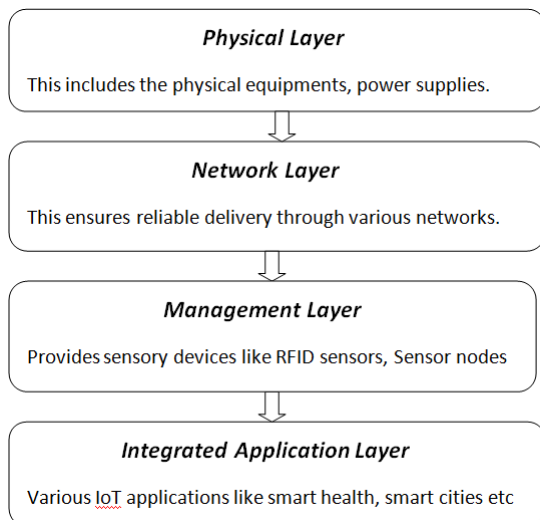 Physical Layer
This includes the physical equipments, power supplies.
Network Layer
This ensures reliable delivery through various networks.
Management Layer
Provides sensory devices like RFID sensors, Sensor nodes
Integrated Application Layer
Various IoT applications like smart health, smart cities etc